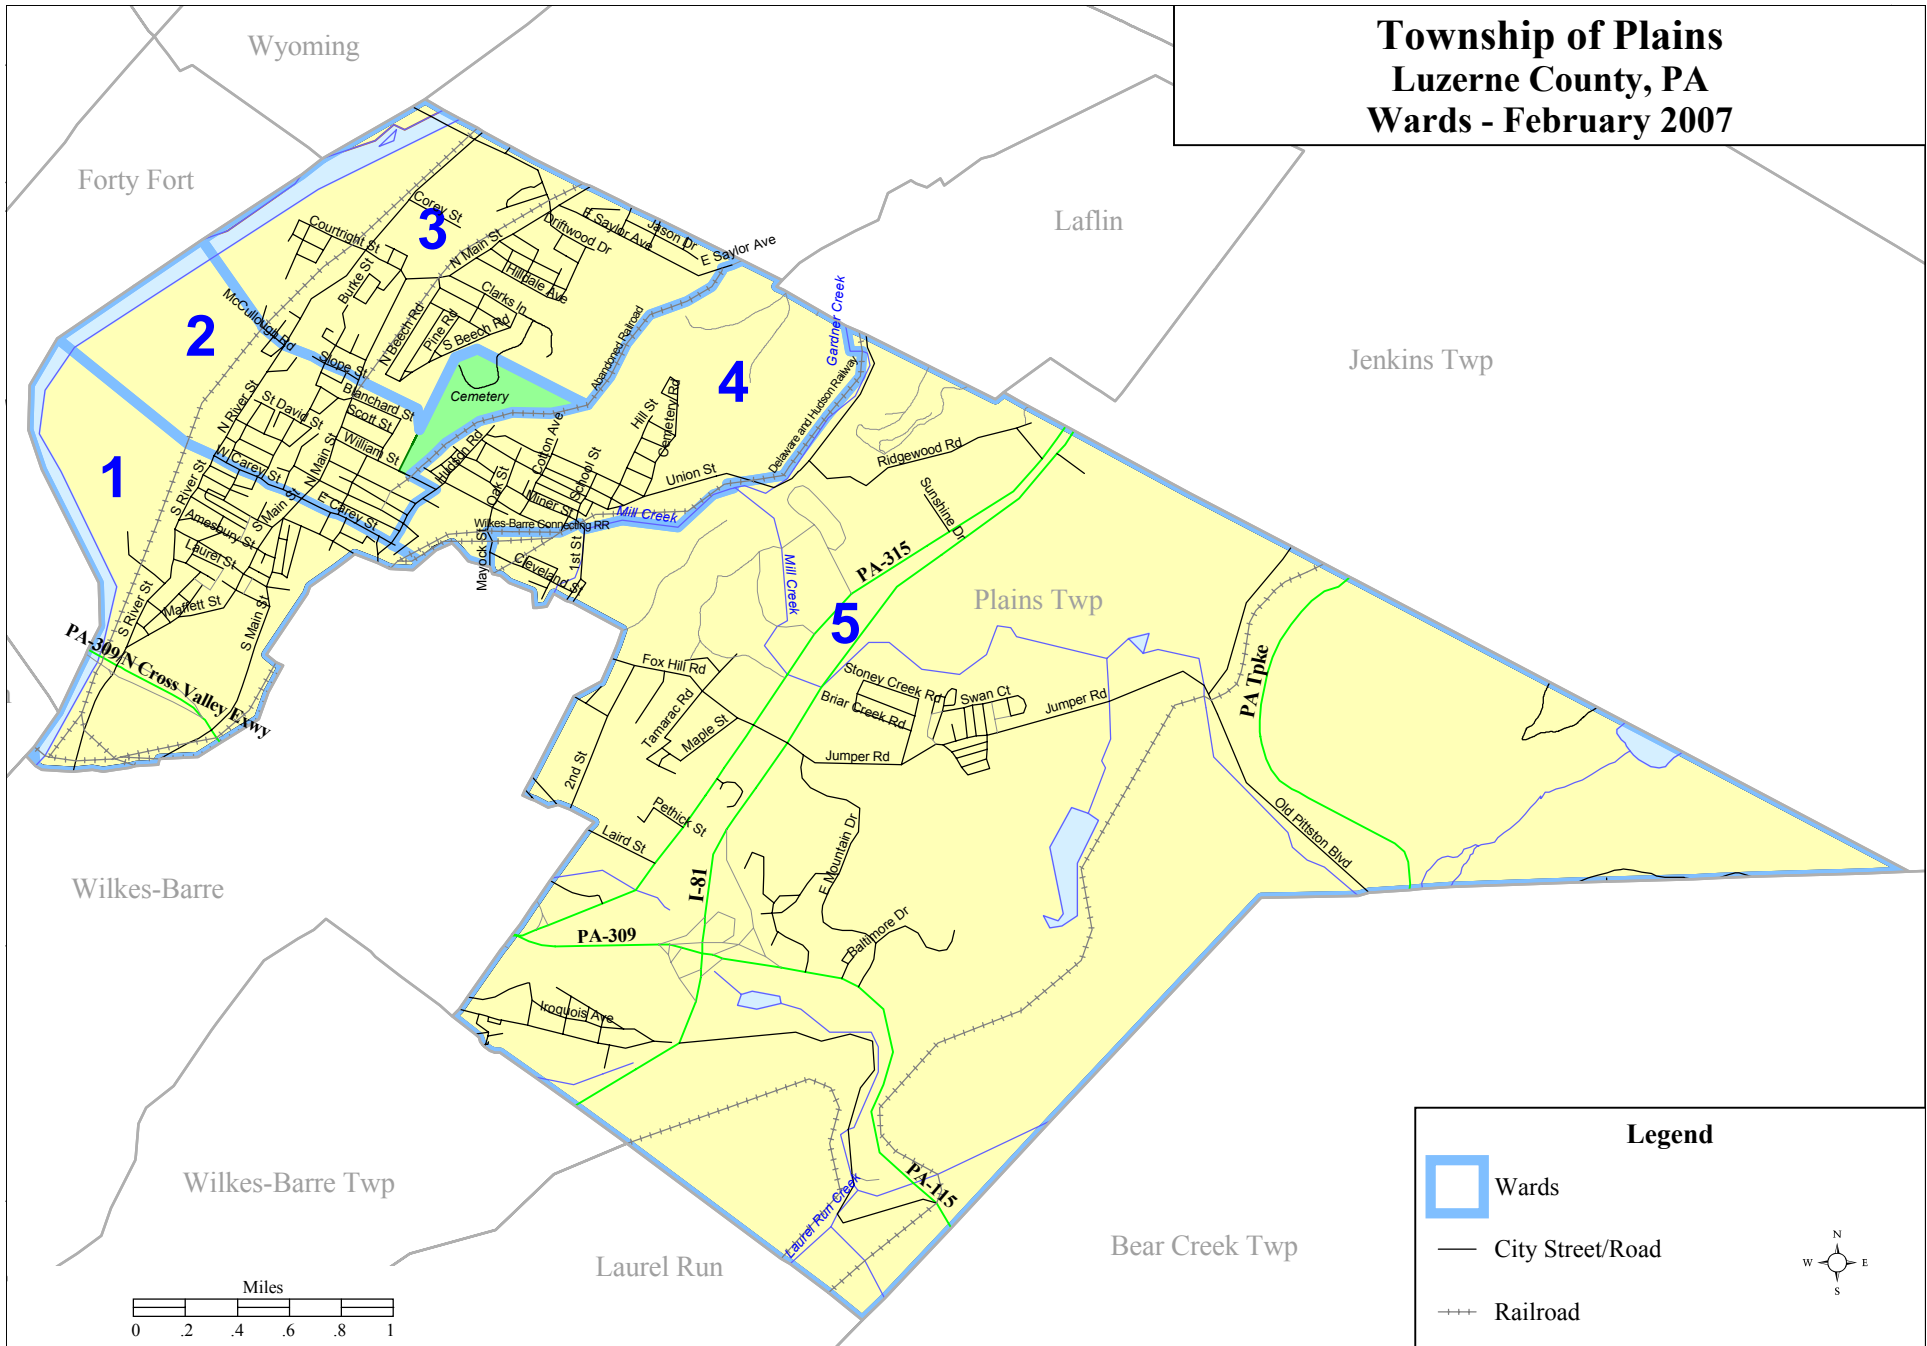 Township of Plains
Luzerne County, PA
Wards - February 2007
Wyoming
Forty Fort
Laflin
Jenkins Twp
Plains Twp
Wilkes-Barre
Wilkes-Barre Twp
Laurel Run
Bear Creek Twp
1
2
3
4
5
Corey St
Courtright St
N Main St
E Saylor Ave
Jason Dr
Driftwood Dr
E Saylor Ave
Hilldale Ave
Burke St
Clarks ln
N Beech Rd
Pine Rd
S Beech Rd
McCullough Rd
Slope St
Blanchard St
Scott St
William St
Cemetery
Abandoned Railroad
Gardner Creek
Delaware and Hudson Railway
N River St
St David St
N Main St
W Carey St
E Carey St
S River St
S Main St
Amesbury St
Laurel St
Maffett St
S River St
S Main St
PA-309/N Cross Valley Exwy
Hudson Rd
Oak St
Cotton Ave
School St
Miner St
Hill St
Cemetery Rd
Union St
Mill Creek
Wilkes-Barre Connecting RR
Mayock St
Cleveland St
1st St
Ridgewood Rd
Sunshine Dr
PA-315
Mill Creek
Fox Hill Rd
Tamarac Rd
Maple St
2nd St
Stoney Creek Rd
Briar Creek Rd
Swan Ct
Jumper Rd
Jumper Rd
PA Tpke
Old Pittston Blvd
Pethick St
Laird St
E Mountain Dr
I-81
PA-309
Baltimore Dr
Iroquois Ave
PA-115
Laurel Run Creek
Legend
Wards
City Street/Road
Railroad
N
W E
S
Miles
0 .2 .4 .6 .8 1